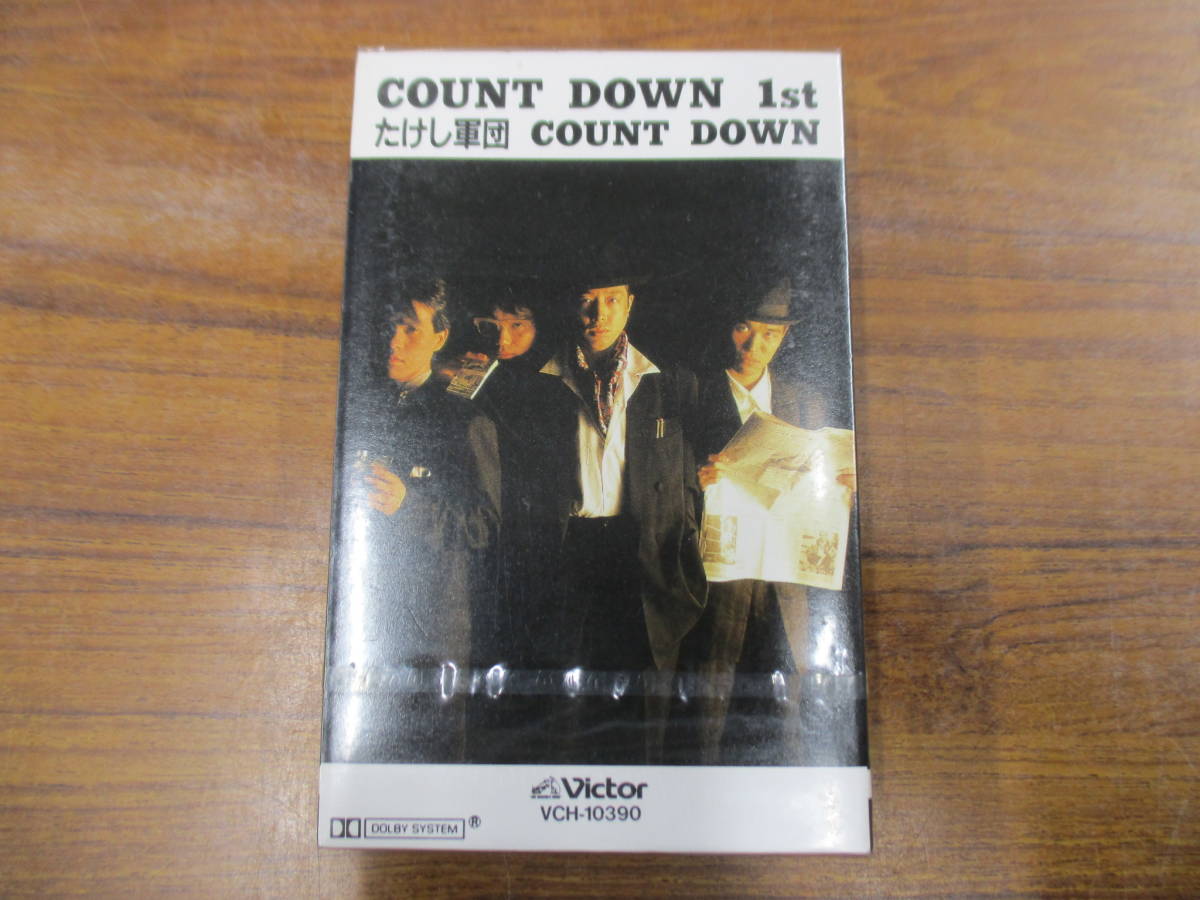 COUNT DOWN 1st
たけし軍団 COUNT DOWN
Victor
VCH-10390
DOLBY SYSTEM ®